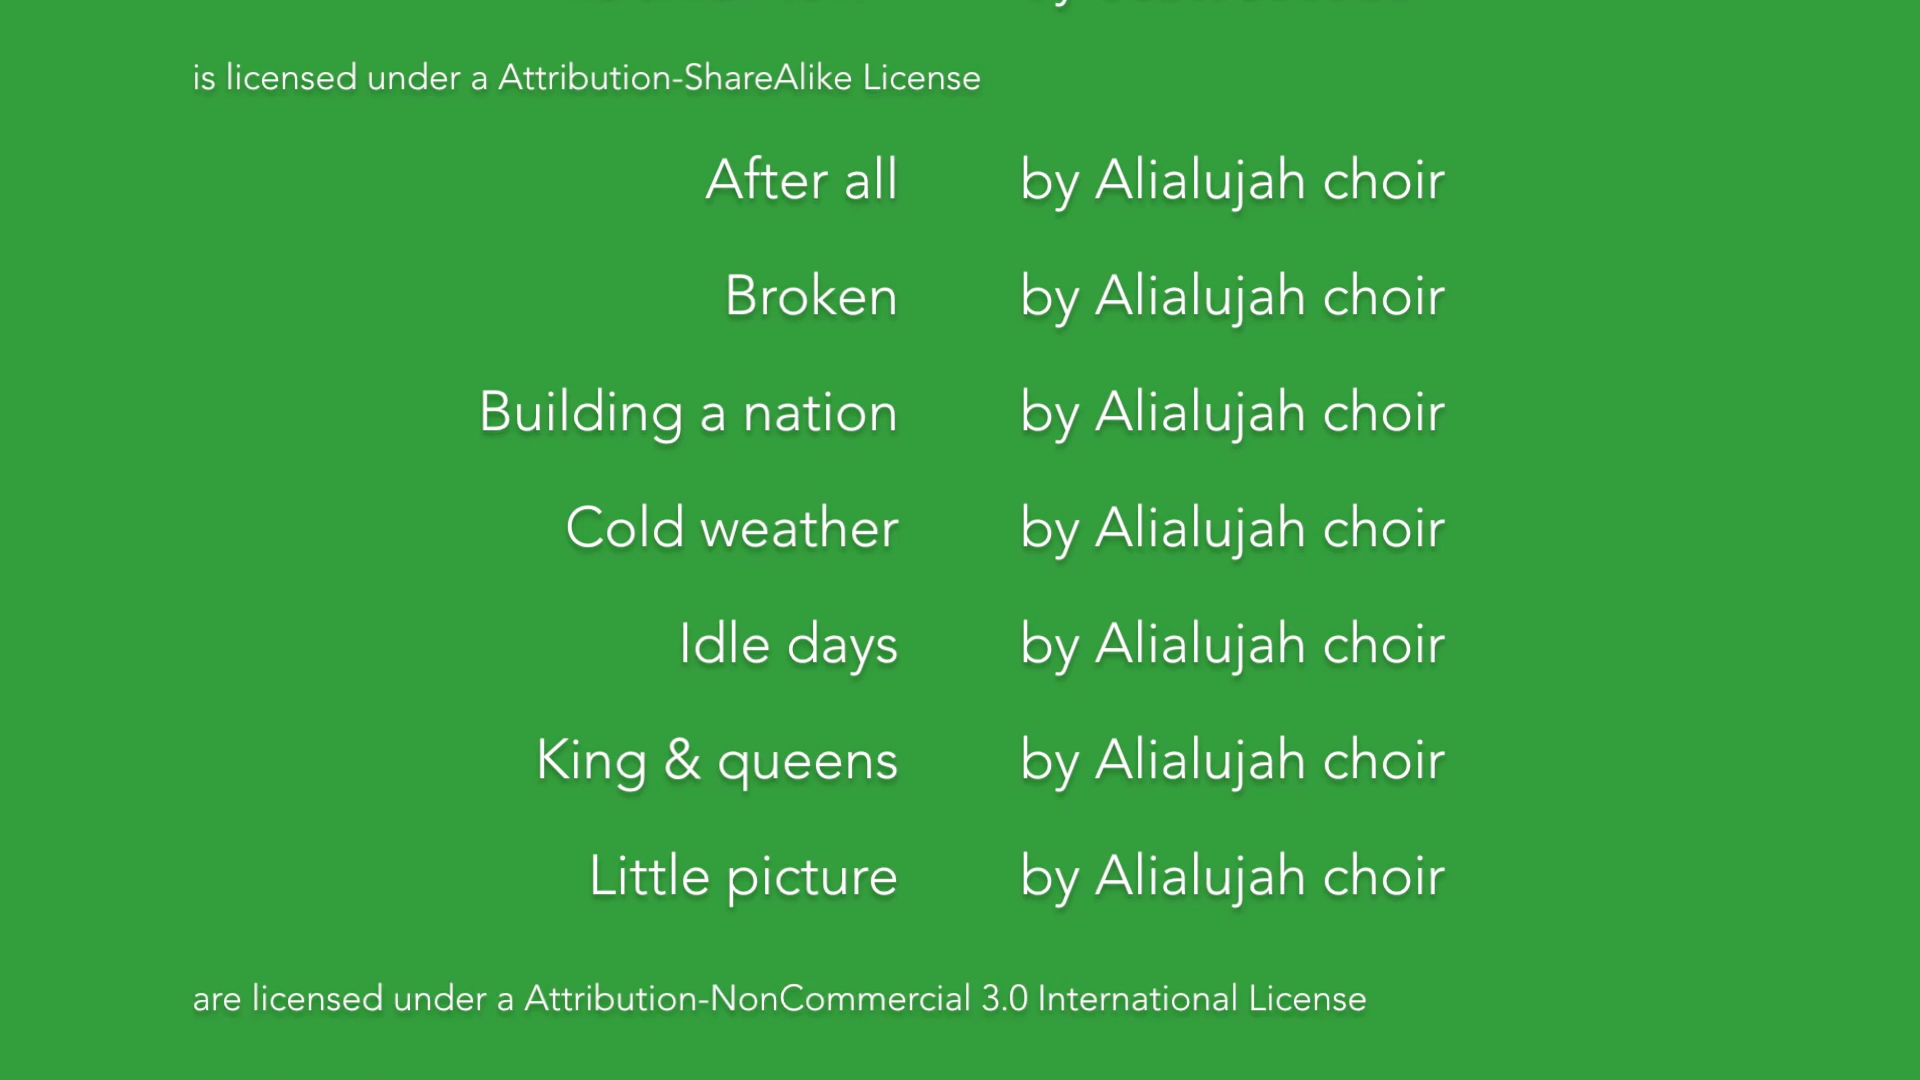 is licensed under a Attribution-ShareAlike License
After all by Alialujah choir
Broken by Alialujah choir
Building a nation by Alialujah choir
Cold weather by Alialujah choir
Idle days by Alialujah choir
King & queens by Alialujah choir
Little picture by Alialujah choir
are licensed under a Attribution-NonCommercial 3.0 International License